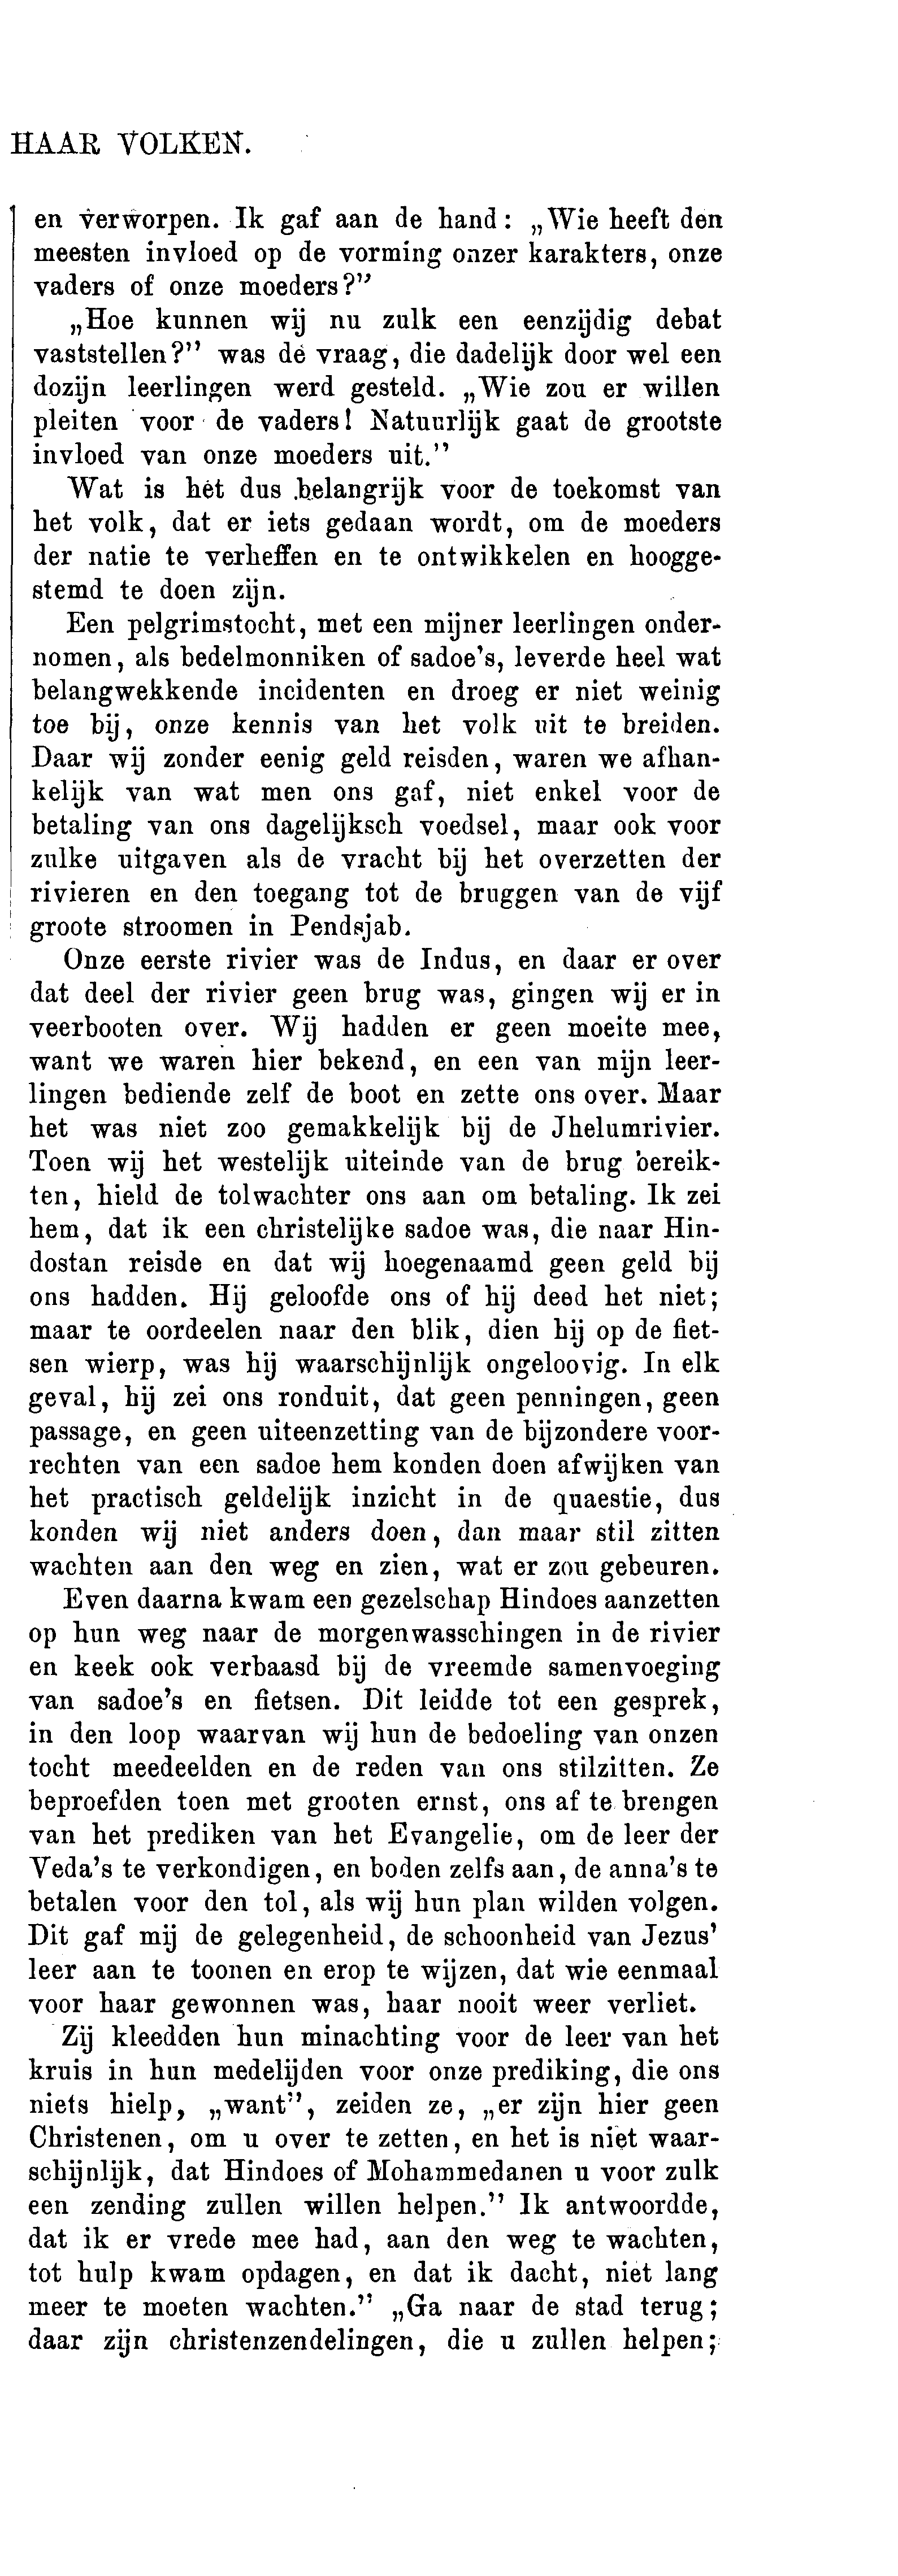 HAAR VOLKEN.
en verworpen. Ik gaf aan de hand: „Wie heeft den
meesten invloed op de vorming onzer karakters, onze
vaders of onze moeders?”
„Hoe kunnen wij nu zulk een eenzijdig debat
vaststellen?” was de vraag, die dadelijk door wel een
dozijn leerlingen werd gesteld. „Wie zou er willen
pleiten voor de vaders! Natuurlijk gaat de grootste
invloed van onze moeders uit.”
Wat is het dus belangrijk voor de toekomst van
het volk, dat er iets gedaan wordt, om de moeders
der natie te verheffen en te ontwikkelen en hoogge-
stemd te doen zijn.
Een pelgrimstocht, met een mijner leerlingen onder-
nomen, als bedelmonniken of sadoe's, leverde heel wat
belangwekkende incidenten en droeg er niet weinig
toe bij, onze kennis van het volk uit te breiden.
Daar wij zonder eenig geld reisden, waren we afhan-
kelijk van wat men ons gaf, niet enkel voor de
betaling van ons dagelijksch voedsel, maar ook voor
zulke uitgaven als de vracht bij het overzetten der
rivieren en den toegang tot de bruggen van de vijf
groote stroomen in Pendsjab.
Onze eerste rivier was de Indus, en daar er over
dat deel der rivier geen brug was, gingen wij er in
veerbooten over. Wij hadden er geen moeite mee,
want we waren hier bekend, en een van mijn leer-
lingen bediende zelf de boot en zette ons over. Maar
het was niet zoo gemakkelijk bij de Jhelumrivier.
Toen wij het westelijk uiteinde van de brug bereik-
ten, hield de tolwachter ons aan om betaling. Ik zei
hem, dat ik een christelijke sadoe was, die naar Hin-
dostan reisde en dat wij hoegenaamd geen geld bij
ons hadden. Hij geloofde ons of hij deed het niet;
maar te oordeelen naar den blik, dien hij op de fiet-
sen wierp, was hij waarschijnlijk ongeloovig. In elk
geval, hij zei ons ronduit, dat geen penningen, geen
passage, en geen uiteenzetting van de bijzondere voor-
rechten van een sadoe hem konden doen afwijken van
het practisch geldelijk inzicht in de quaestie, dus
konden wij niet anders doen, dan maar stil zitten
wachten aan den weg en zien, wat er zou gebeuren.
Even daarna kwam een gezelschap Hindoes aanzetten
op hun weg naar de morgenwasschingen in de rivier
en keek ook verbaasd bij de vreemde samenvoeging
van sadoe's en fietsen. Dit leidde tot een gesprek,
in den loop waarvan wij hun de bedoeling van onzen
tocht meedeelden en de reden van ons stilzitten. Ze
beproefden toen met grooten ernst, ons af te brengen
van het prediken van het Evangelie, om de leer der
Veda's te verkondigen, en boden zelfs aan, de anna's te
betalen voor den tol, als wij hun plan wilden volgen.
Dit gaf mij de gelegenheid, de schoonheid van Jezus'
leer aan te toonen en erop te wijzen, dat wie eenmaal
voor haar gewonnen was, haar nooit weer verliet.
Zij kleedden hun minachting voor de leer van het
kruis in hun medelijden voor onze prediking, die ons
niets hielp, „want”, zeiden ze, „er zijn hier geen
Christenen, om u over te zetten, en het is niet waar-
schijnlijk, dat Hindoes of Mohammedanen u voor zulk
een zending zullen willen helpen.” Ik antwoordde,
dat ik er vrede mee had, aan den weg te wachten,
tot hulp kwam opdagen, en dat ik dacht, niet lang
meer te moeten wachten.” „Ga naar de stad terug;
daar zijn christenzendelingen, die u zullen helpen;